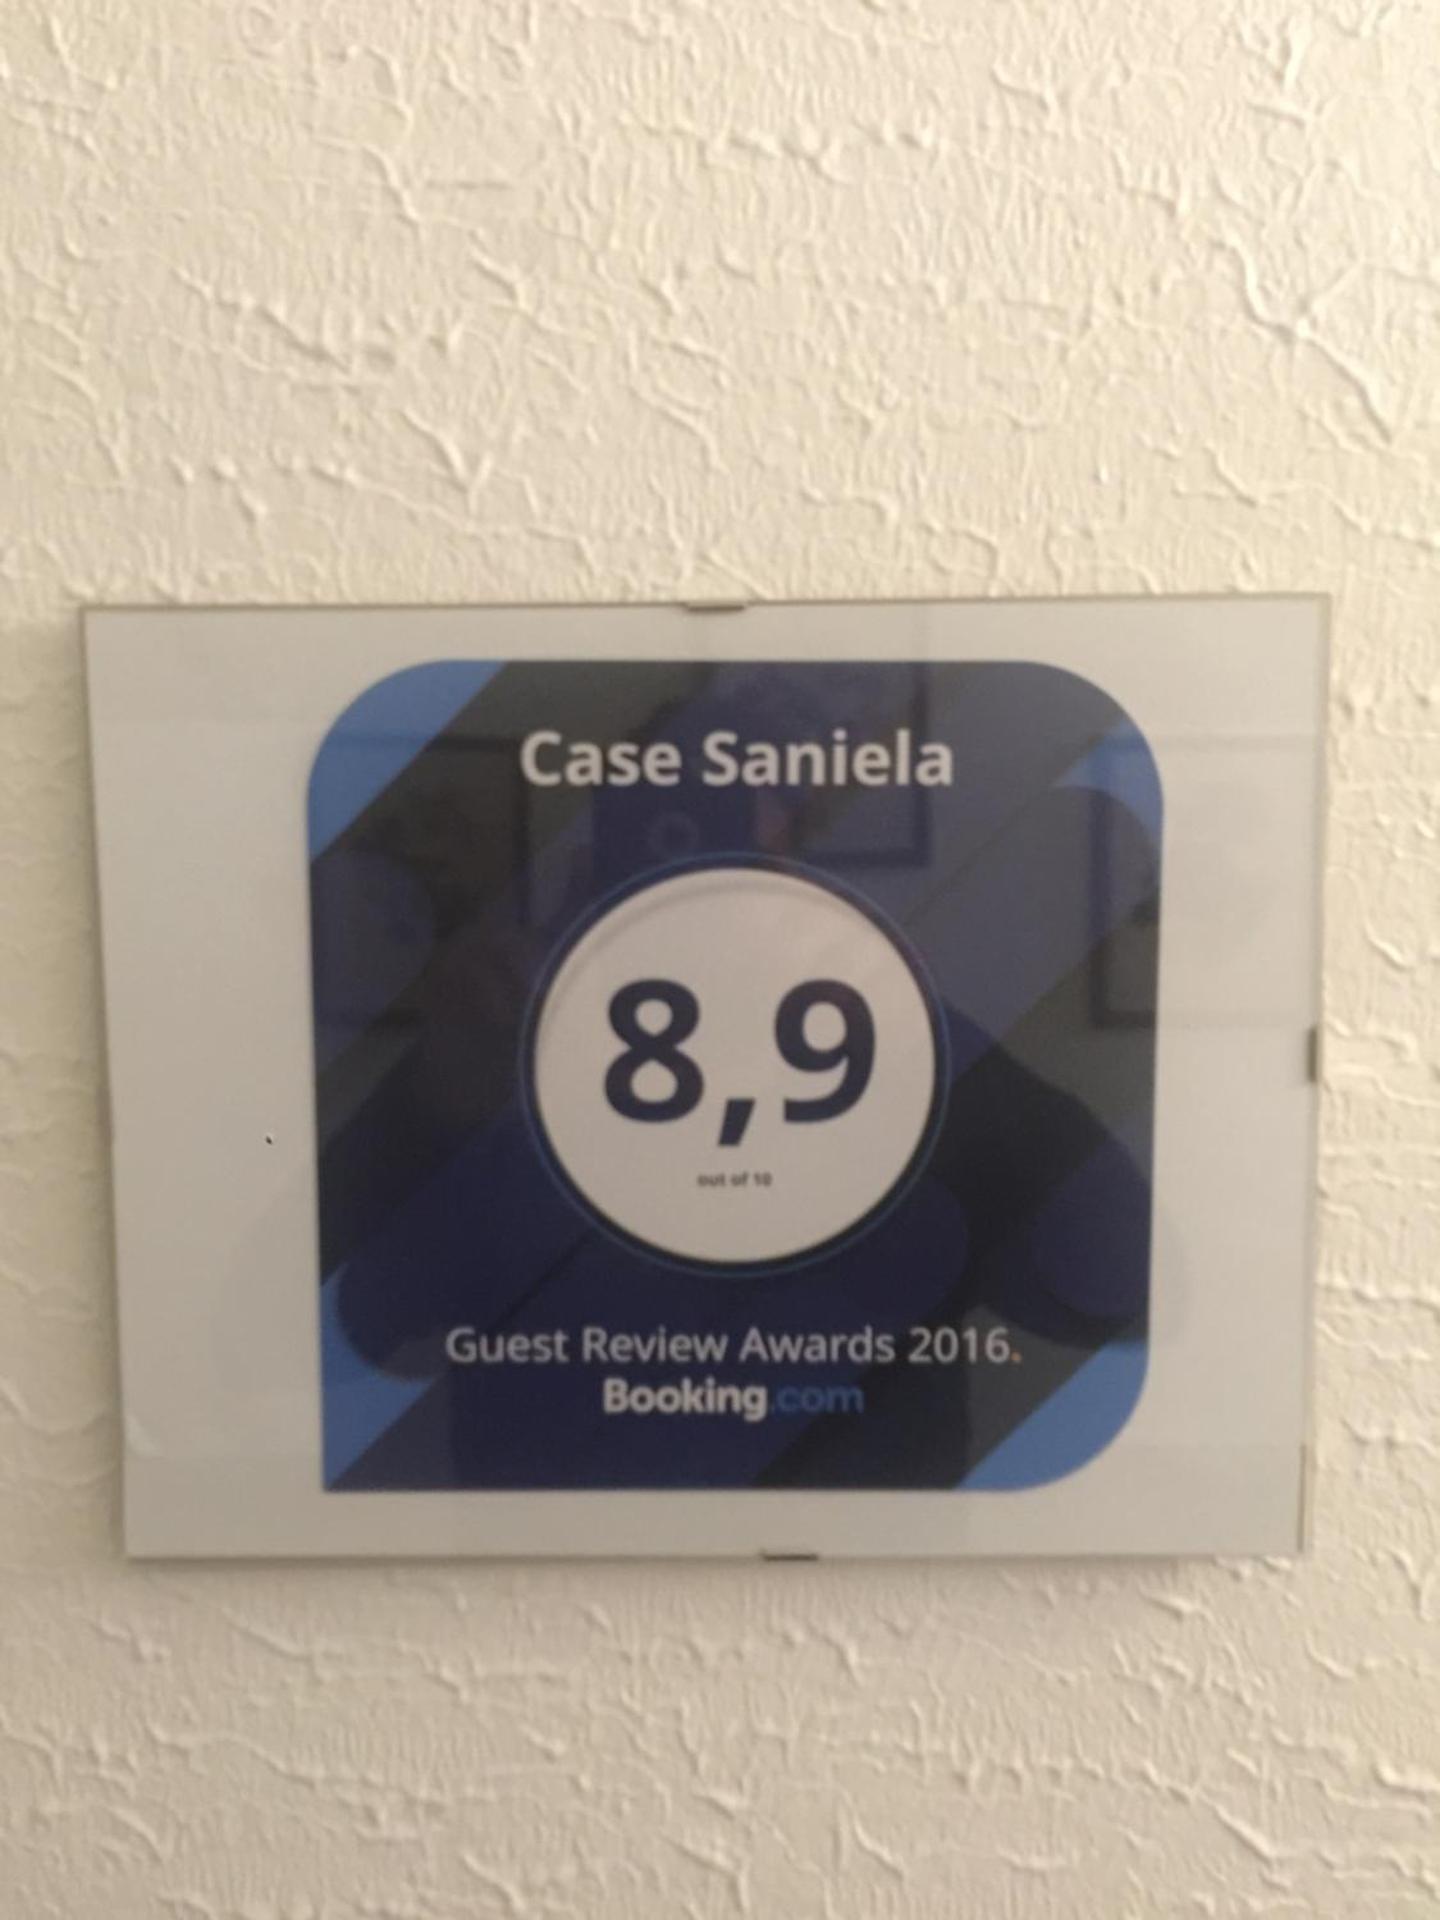 Case Saniela
8,9
out of 10
Guest Review Awards 2016.
Booking.com